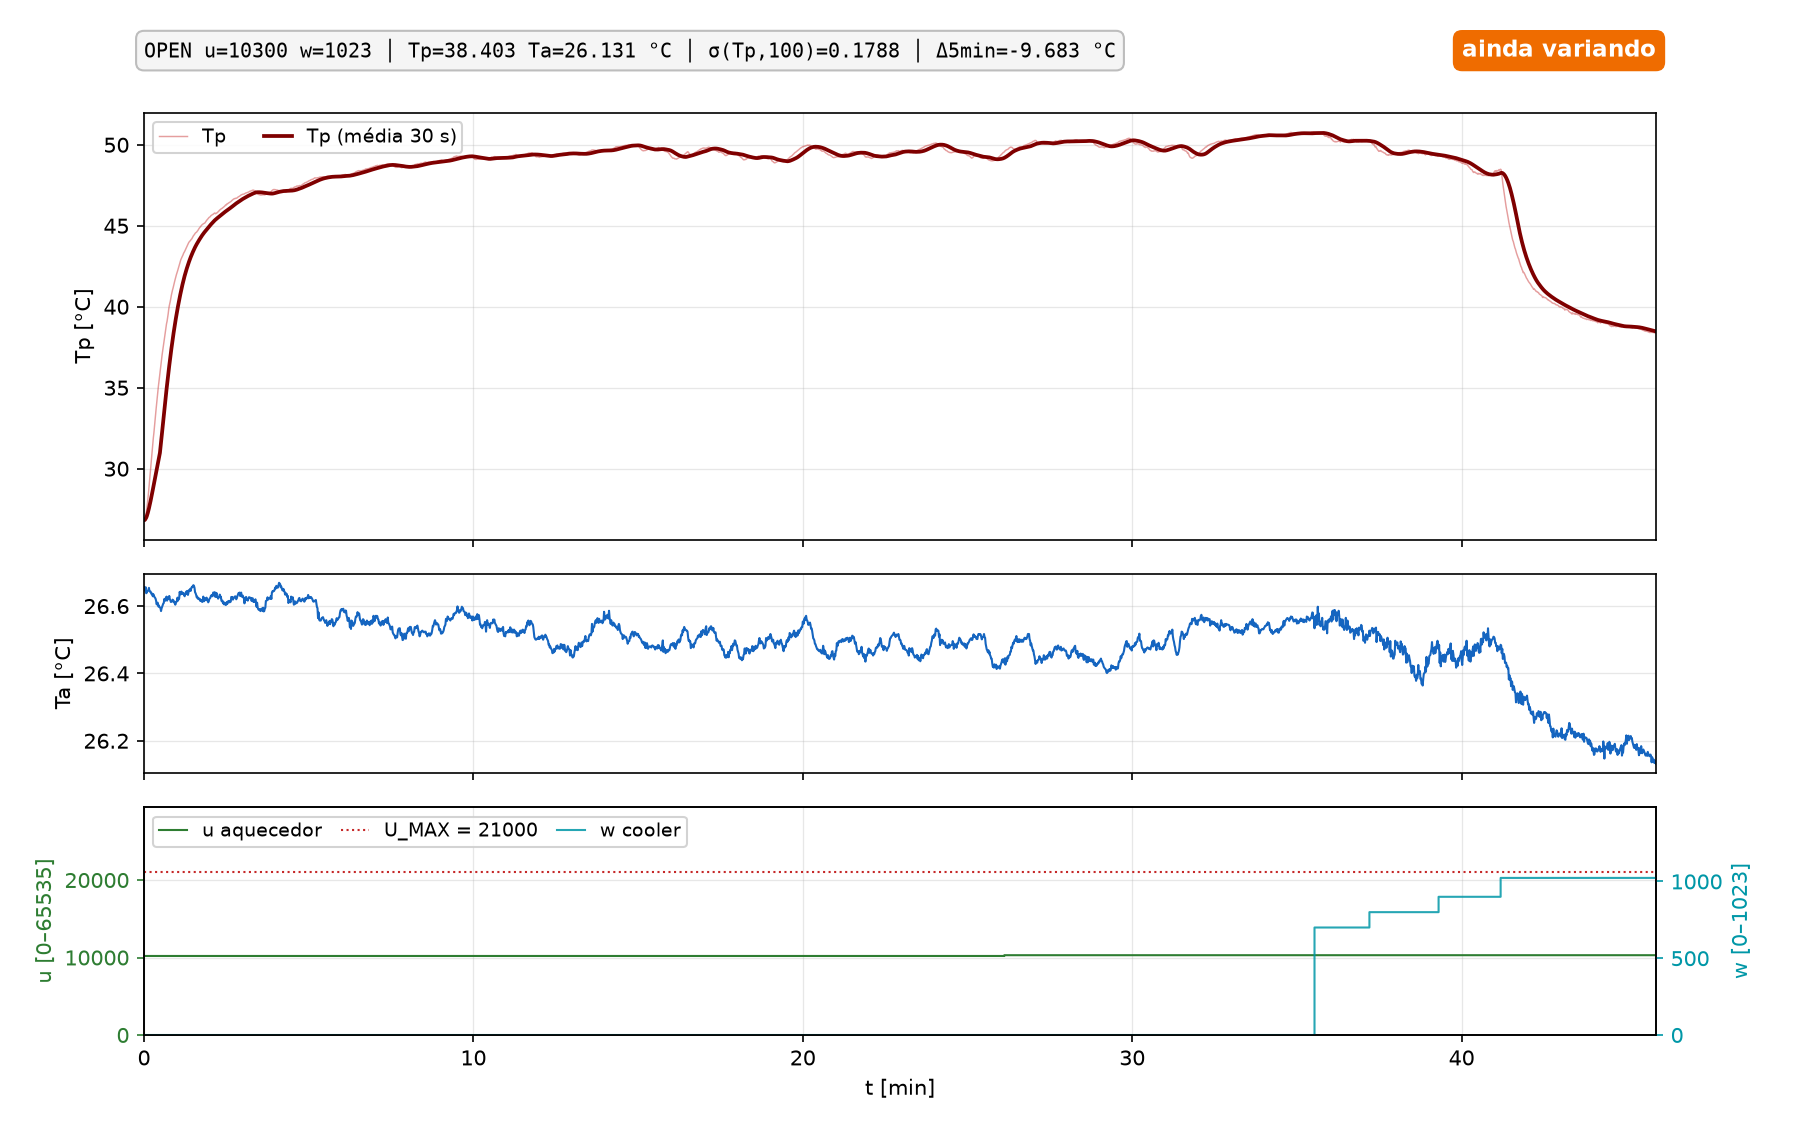 OPEN u=10300 w=1023 │ Tp=38.403 Ta=26.131 °C │ σ(Tp,100)=0.1788 │ Δ5min=-9.683 °C
ainda variando
Tp
Tp (média 30 s)
50
45
40
35
30
Tp [°C]
26.6
26.4
26.2
Ta [°C]
u aquecedor
U_MAX = 21000
w cooler
20000
10000
0
u [0–65535]
1000
500
0
w [0–1023]
0
10
20
30
40
t [min]